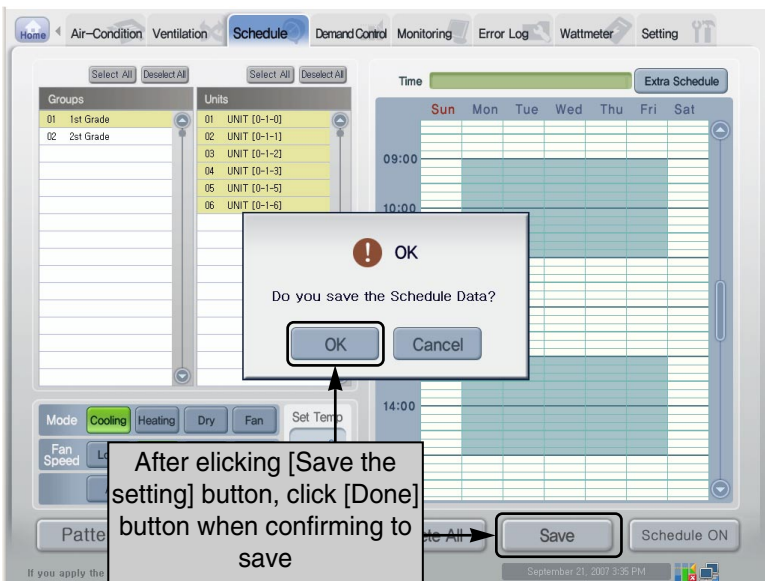 Home Air-Condition Ventilation Schedule Demand Control Monitoring Error Log Wattmeter Setting
Select All Deselect All Select All Deselect All
Time Extra Schedule
Groups Units
Sun Mon Tue Wed Thu Fri Sat
01 1st Grade
02 2st Grade
01 UNIT [0-1-0]
02 UNIT [0-1-1]
03 UNIT [0-1-2]
04 UNIT [0-1-3]
05 UNIT [0-1-5]
06 UNIT [0-1-6]
09:00
10:00
OK
Do you save the Schedule Data?
OK Cancel
14:00
Mode Cooling Heating Dry Fan Set Temp
Fan
Speed
After elicking [Save the
setting] button, click [Done]
button when confirming to
save
All Save Schedule ON
If you apply the
September 21, 2007 3:35 PM